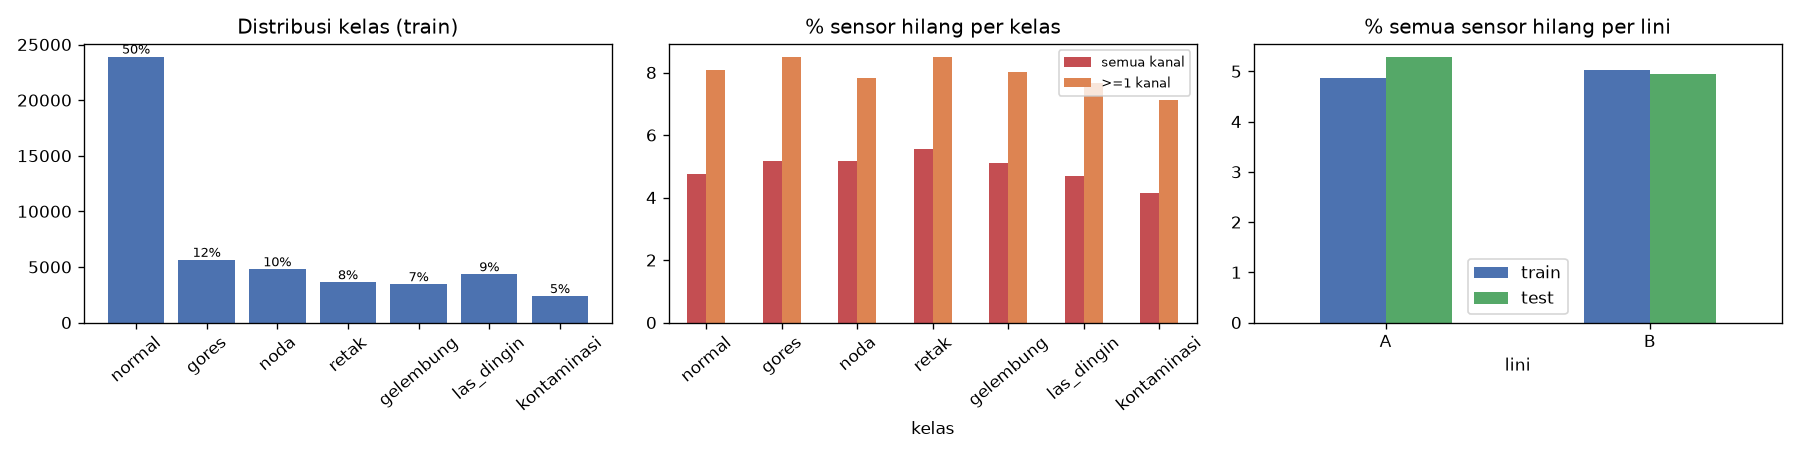 Distribusi kelas (train)
25000
20000
15000
10000
5000
0
50%
12%
10%
8%
7%
9%
5%
normal
gores
noda
retak
gelembung
las_dingin
kontaminasi
% sensor hilang per kelas
semua kanal
>=1 kanal
8
6
4
2
0
normal
gores
noda
retak
gelembung
las_dingin
kontaminasi
kelas
% semua sensor hilang per lini
5
4
3
2
1
0
train
test
A
B
lini